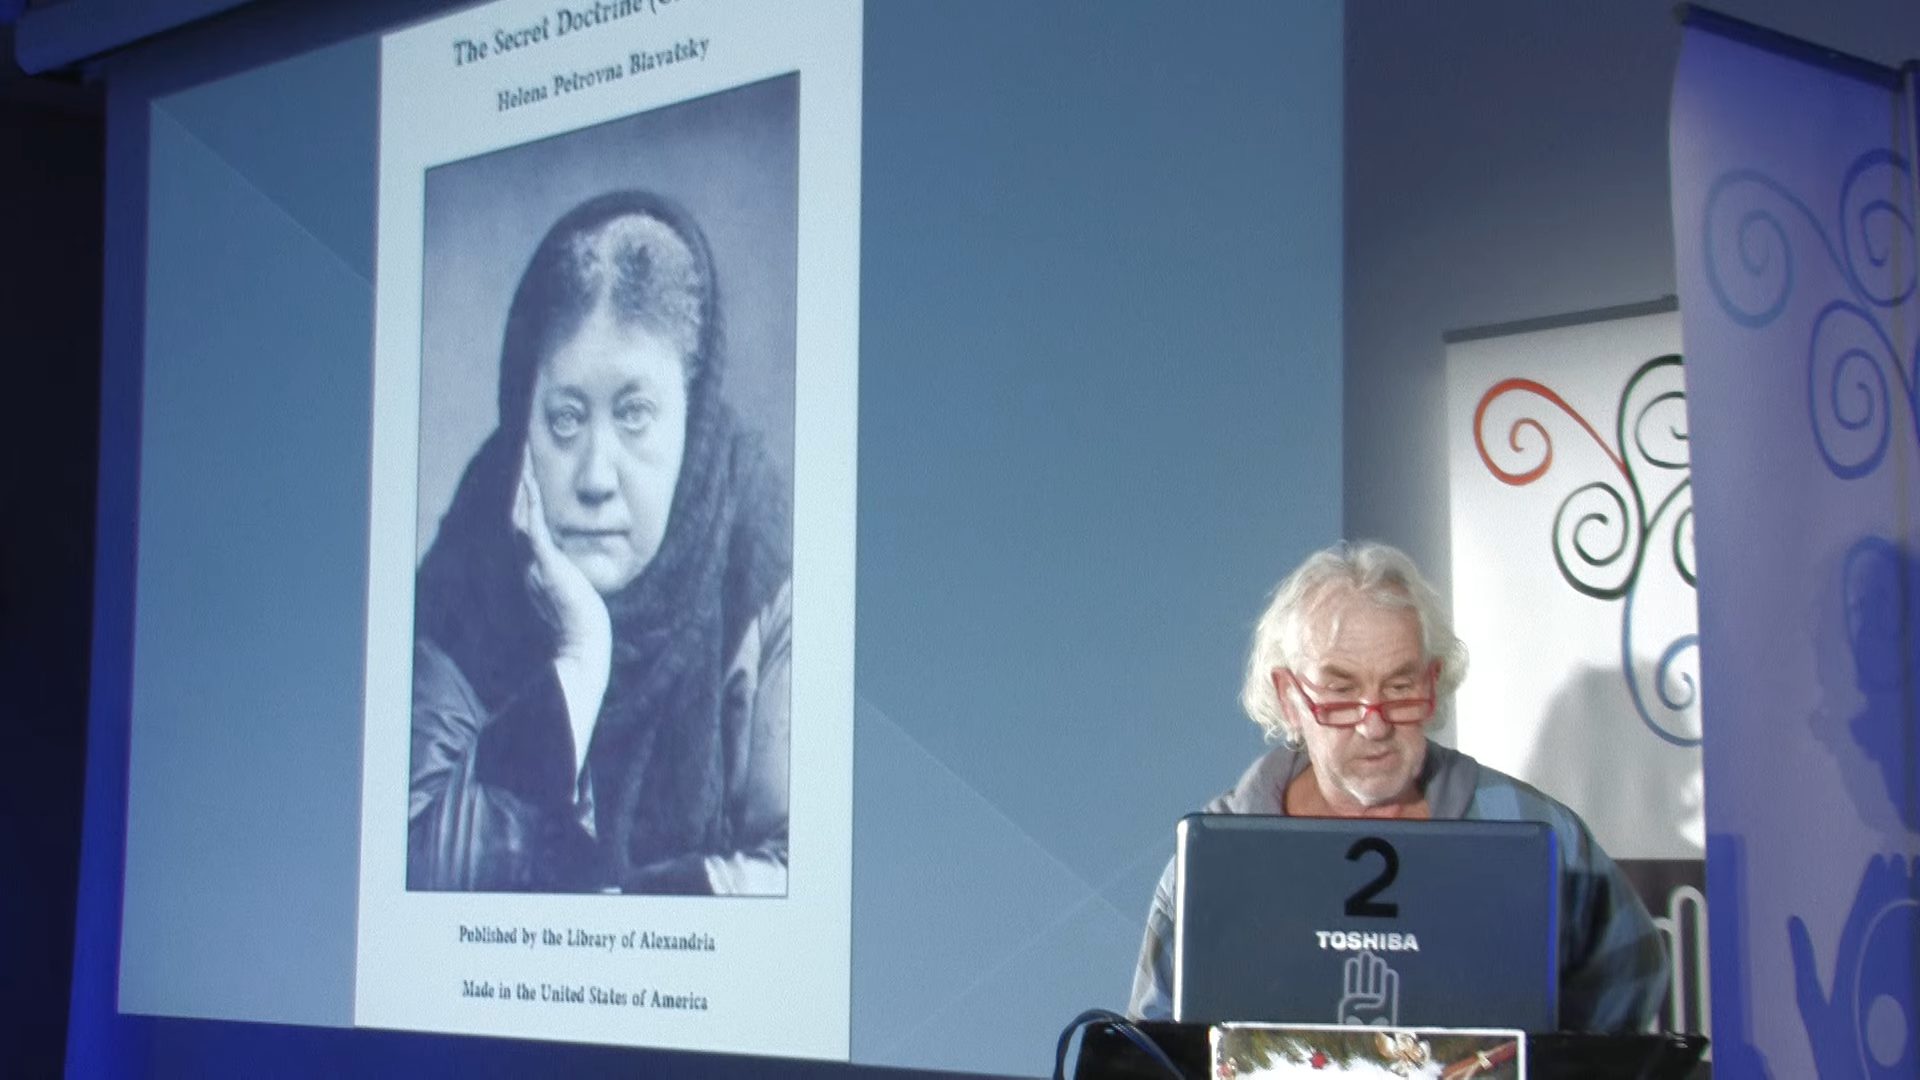 The Secret Doctrine
Helena Petrovna Blavatsky
Published by the Library of Alexandria
Made in the United States of America
2
TOSHIBA